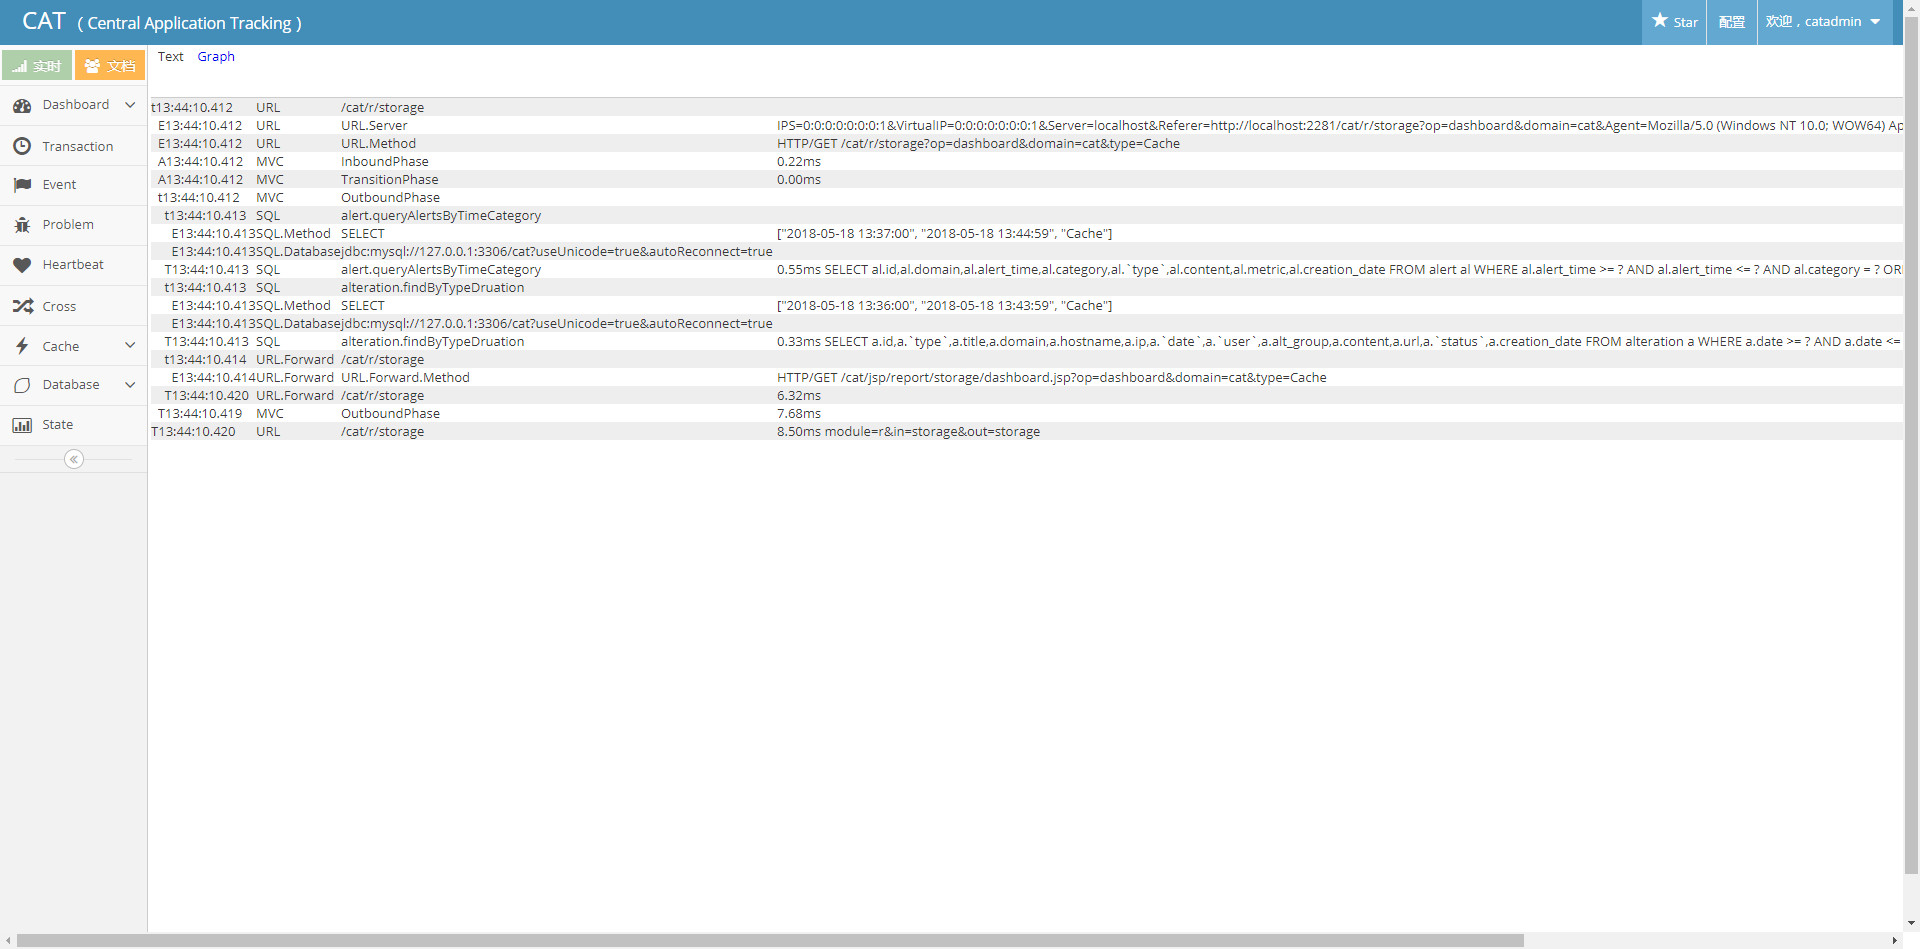 CAT ( Central Application Tracking )
Star
配置
欢迎，catadmin
实时
文档
Dashboard
Transaction
Event
Problem
Heartbeat
Cross
Cache
Database
State
Text Graph
t13:44:10.412 URL /cat/r/storage
E13:44:10.412 URL URL.Server IPS=0:0:0:0:0:0:0:1&VirtualIP=0:0:0:0:0:0:0:1&Server=localhost&Referer=http://localhost:2281/cat/r/storage?op=dashboard&domain=cat&Agent=Mozilla/5.0 (Windows NT 10.0; WOW64) Ap
E13:44:10.412 URL URL.Method HTTP/GET /cat/r/storage?op=dashboard&domain=cat&type=Cache
A13:44:10.412 MVC InboundPhase 0.22ms
A13:44:10.412 MVC TransitionPhase 0.00ms
t13:44:10.412 MVC OutboundPhase
t13:44:10.413 SQL alert.queryAlertsByTimeCategory
E13:44:10.413SQL.Method SELECT ["2018-05-18 13:37:00", "2018-05-18 13:44:59", "Cache"]
E13:44:10.413SQL.Databasejdbc:mysql://127.0.0.1:3306/cat?useUnicode=true&autoReconnect=true
T13:44:10.413 SQL alert.queryAlertsByTimeCategory 0.55ms SELECT al.id,al.domain,al.alert_time,al.category,al.`type`,al.content,al.metric,al.creation_date FROM alert al WHERE al.alert_time >= ? AND al.alert_time <= ? AND al.category = ? OR
t13:44:10.413 SQL alteration.findByTypeDruation
E13:44:10.413SQL.Method SELECT ["2018-05-18 13:36:00", "2018-05-18 13:43:59", "Cache"]
E13:44:10.413SQL.Databasejdbc:mysql://127.0.0.1:3306/cat?useUnicode=true&autoReconnect=true
T13:44:10.413 SQL alteration.findByTypeDruation 0.33ms SELECT a.id,a.`type`,a.title,a.domain,a.hostname,a.ip,a.`date`,a.`user`,a.alt_group,a.content,a.url,a.`status`,a.creation_date FROM alteration a WHERE a.date >= ? AND a.date <=
t13:44:10.414 URL.Forward /cat/r/storage
E13:44:10.414URL.Forward URL.Forward.Method HTTP/GET /cat/jsp/report/storage/dashboard.jsp?op=dashboard&domain=cat&type=Cache
T13:44:10.420 URL.Forward /cat/r/storage 6.32ms
T13:44:10.419 MVC OutboundPhase 7.68ms
T13:44:10.420 URL /cat/r/storage 8.50ms module=r&in=storage&out=storage